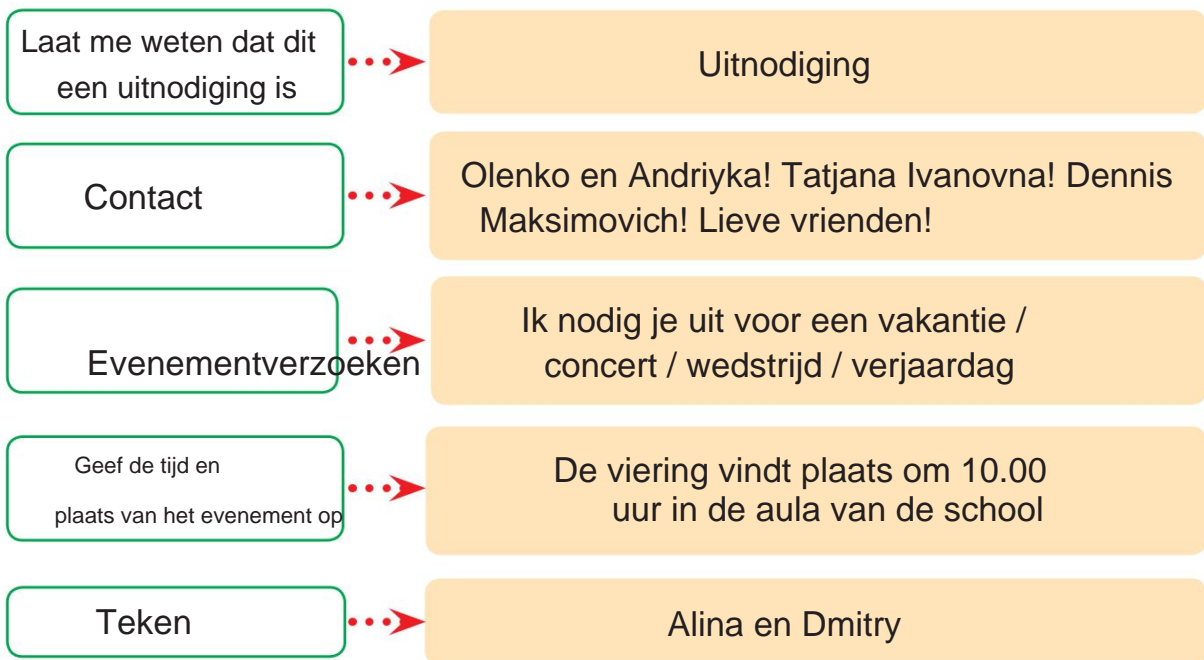 Laat me weten dat dit
een uitnodiging is
Uitnodiging
Contact
Olenko en Andriyka! Tatjana Ivanovna! Dennis
Maksimovich! Lieve vrienden!
Evenementverzoeken
Ik nodig je uit voor een vakantie /
concert / wedstrijd / verjaardag
Geef de tijd en
plaats van het evenement op
De viering vindt plaats om 10.00
uur in de aula van de school
Teken
Alina en Dmitry